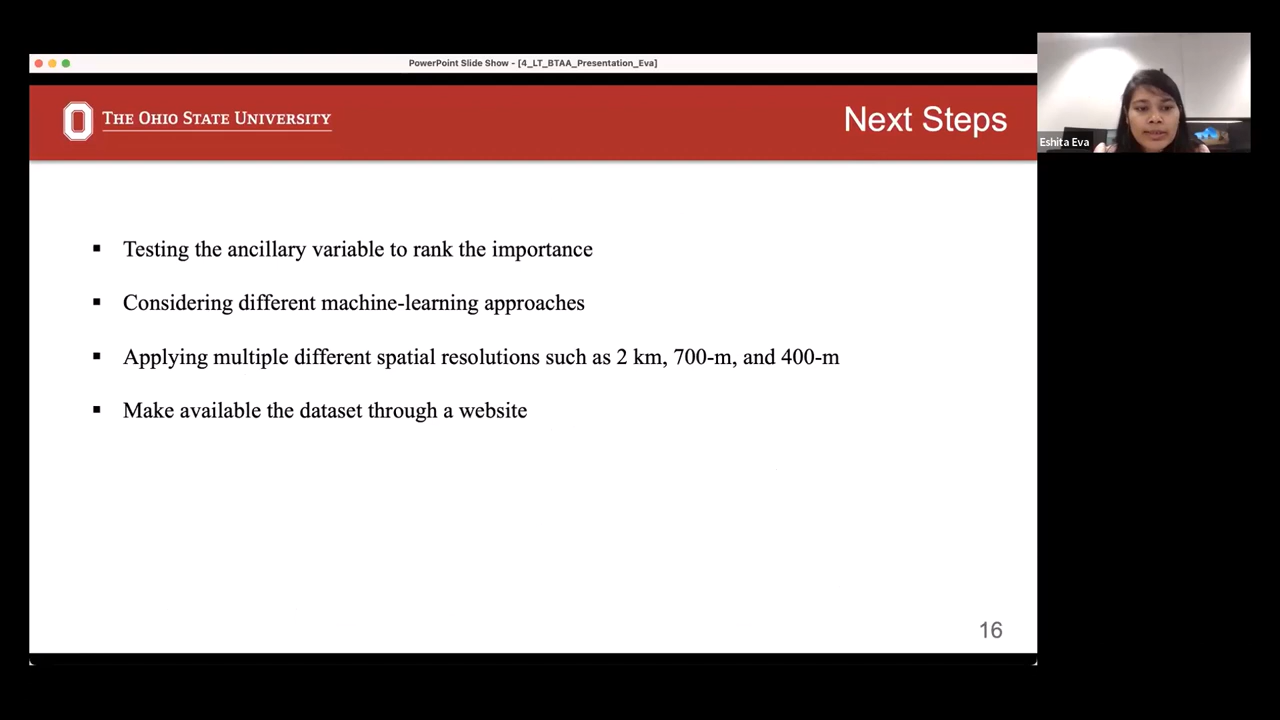 PowerPoint Slide Show - [4_LT_BTAA_Presentation_Eva]
THE OHIO STATE UNIVERSITY
Next Steps
Eshita Eva
▪ Testing the ancillary variable to rank the importance
▪ Considering different machine-learning approaches
▪ Applying multiple different spatial resolutions such as 2 km, 700-m, and 400-m
▪ Make available the dataset through a website
16